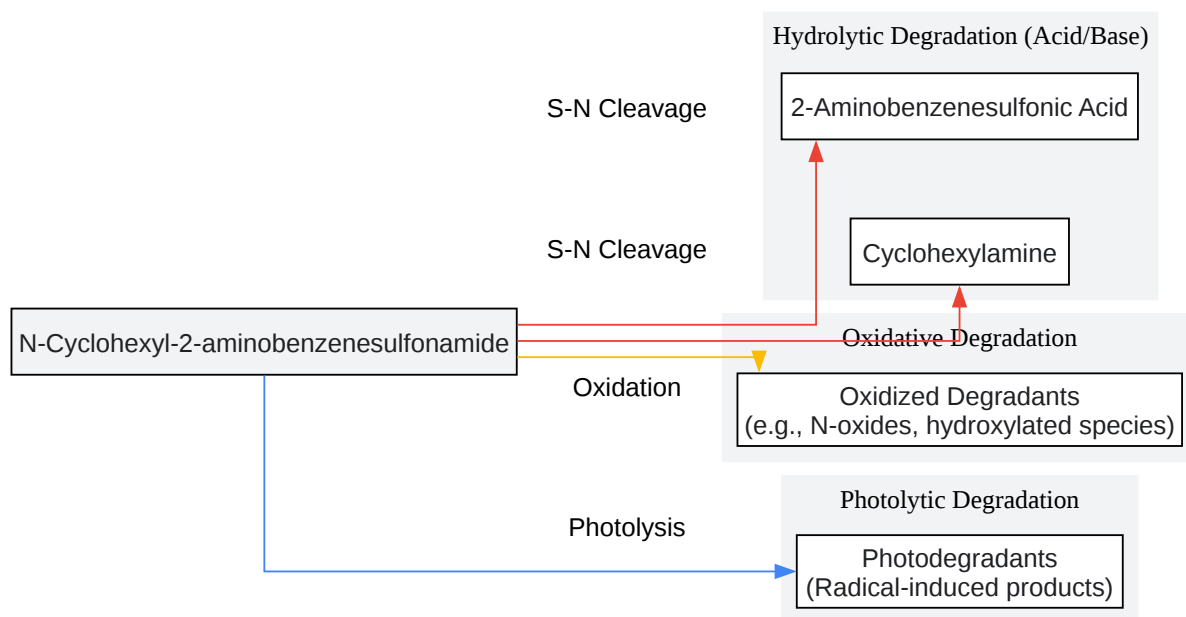 Hydrolytic Degradation (Acid/Base)
S-N Cleavage
2-Aminobenzenesulfonic Acid
S-N Cleavage
Cyclohexylamine
N-Cyclohexyl-2-aminobenzenesulfonamide
Oxidative Degradation
Oxidation
Oxidized Degradants
(e.g., N-oxides, hydroxylated species)
Photolytic Degradation
Photolysis
Photodegradants
(Radical-induced products)